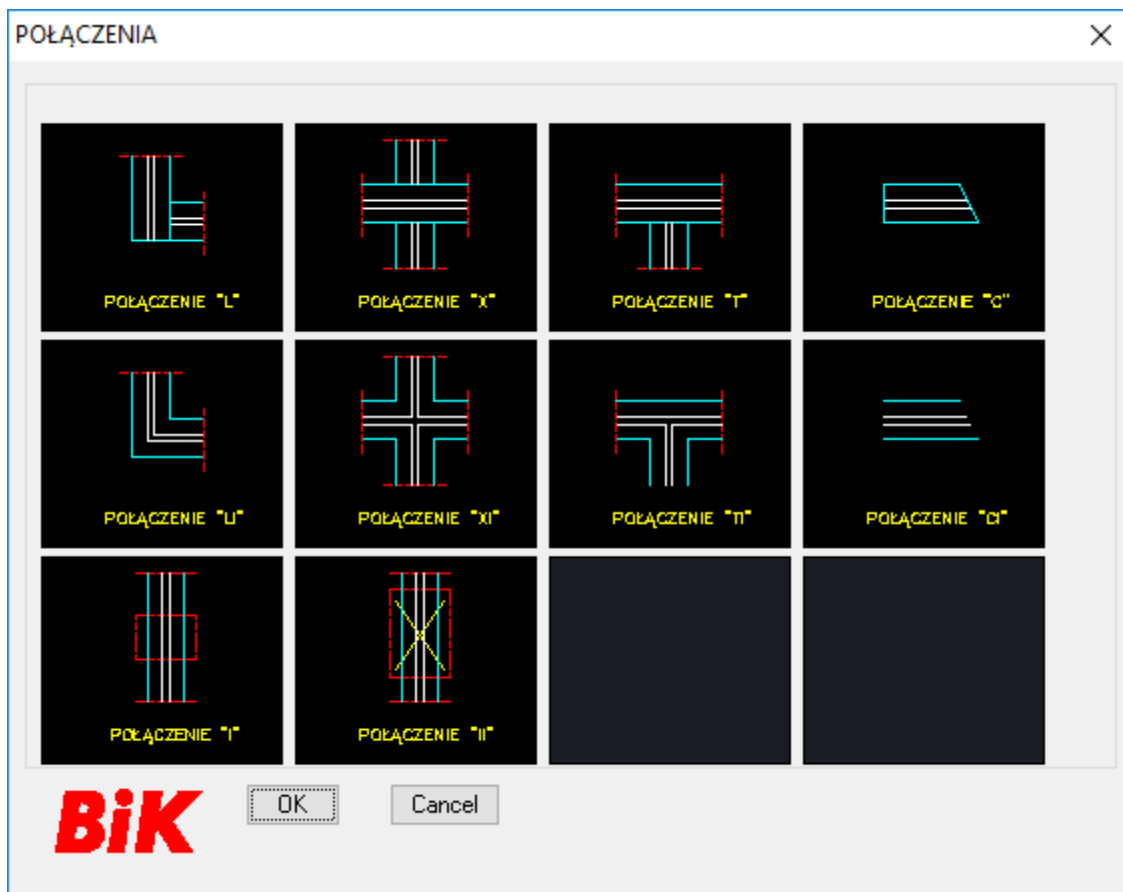 POŁĄCZENIA
POŁĄCZENIE "L"
POŁĄCZENIE "X"
POŁĄCZENIE "T"
POŁĄCZENIE "C"
POŁĄCZENIE "LI"
POŁĄCZENIE "XI"
POŁĄCZENIE "TI"
POŁĄCZENIE "CI"
POŁĄCZENIE "I"
POŁĄCZENIE "II"
BiK
OK
Cancel